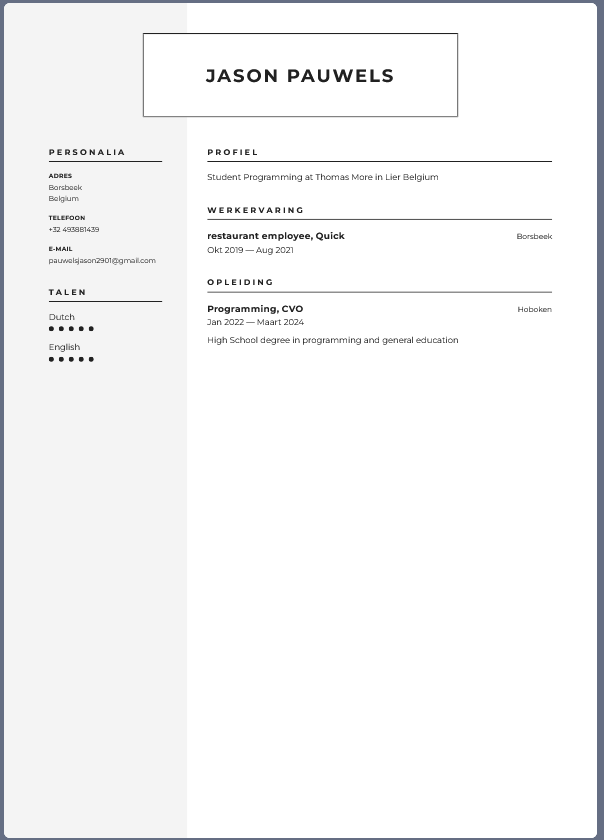 JASON PAUWELS
PERSONALIA
ADRES
Borsbeek
Belgium
TELEFOON
+32 493881439
E-MAIL
pauwelsjason2901@gmail.com
TALEN
Dutch
English
PROFIEL
Student Programming at Thomas More in Lier Belgium
WERKERVARING
restaurant employee, Quick Borsbeek
Okt 2019 — Aug 2021
OPLEIDING
Programming, CVO Hoboken
Jan 2022 — Maart 2024
High School degree in programming and general education